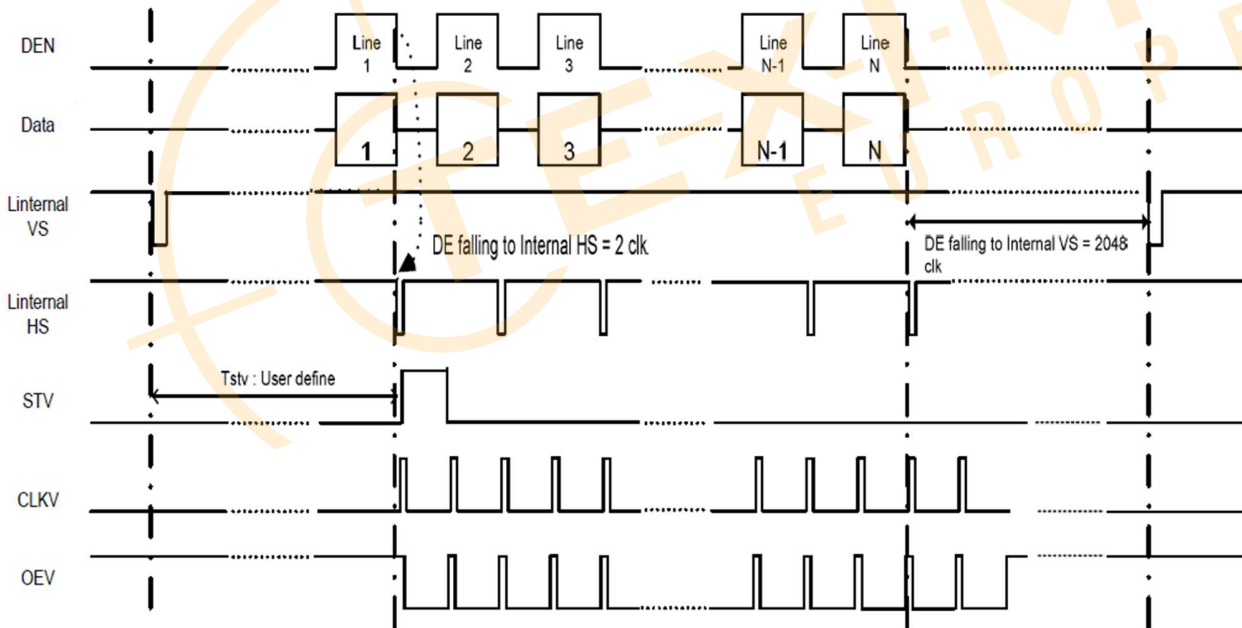 DEN
Line
1
Line
2
Line
3
Line
N-1
Line
N
Data
1
2
3
N-1
N
Linternal
VS
DE falling to Internal HS = 2 clk
DE falling to Internal VS = 2048
clk
Linternal
HS
Tstv : User define
STV
CLKV
OEV
TEXIM
EUROPE